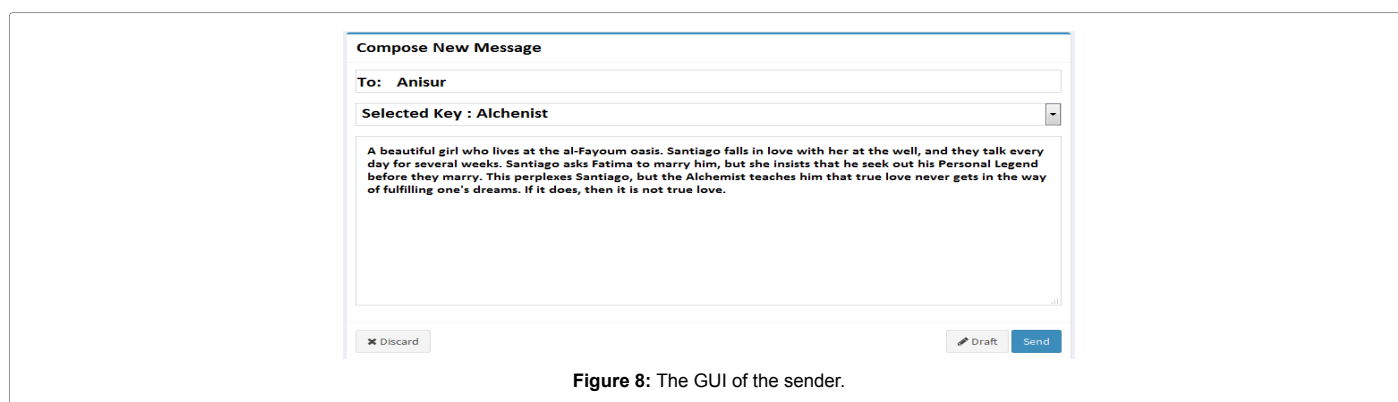 Compose New Message
To: Anisur
Selected Key : Alchenist
A beautiful girl who lives at the al-Fayoum oasis. Santiago falls in love with her at the well, and they talk every
day for several weeks. Santiago asks Fatima to marry him, but she insists that he seek out his Personal Legend
before they marry. This perplexes Santiago, but the Alchemist teaches him that true love never gets in the way
of fulfilling one's dreams. If it does, then it is not true love.
Discard
Draft
Send
Figure 8: The GUI of the sender.